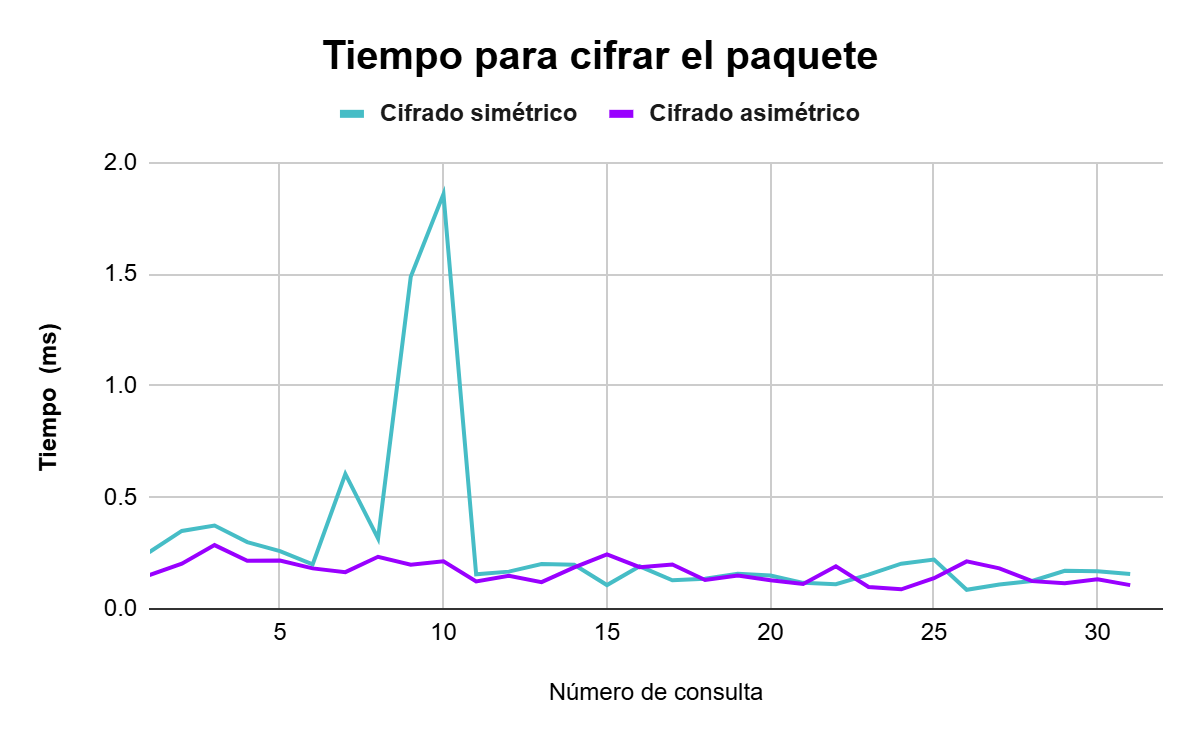 Tiempo para cifrar el paquete
Cifrado simétrico Cifrado asimétrico
2.0
1.5
1.0
0.5
0.0
Tiempo (ms)
5 10 15 20 25 30
Número de consulta